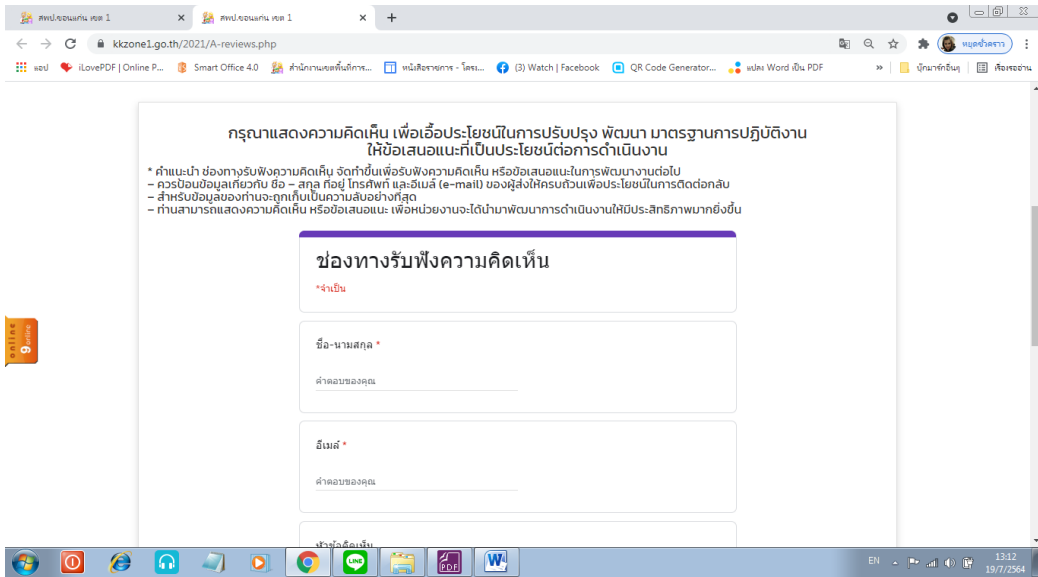 สพป.ขอนแก่น เขต 1
สพป.ขอนแก่น เขต 1
kkzone1.go.th/2021/A-reviews.php
หยุดชั่วคราว
แอป
iLovePDF | Online P...
Smart Office 4.0
สำนักงานเขตพื้นที่การ...
หนังสือราชการ - โครง...
(3) Watch | Facebook
QR Code Generator...
แปลง Word เป็น PDF
»
บุ๊กมาร์กอื่นๆ
เรื่องรออ่าน
กรุณาแสดงความคิดเห็น เพื่อเอื้อประโยชน์ในการปรับปรุง พัฒนา มาตรฐานการปฏิบัติงาน
ให้ข้อเสนอแนะที่เป็นประโยชน์ต่อการดำเนินงาน
* คำแนะนำ ช่องทางรับฟังความคิดเห็น จัดทำขึ้นเพื่อรับฟังความคิดเห็น หรือข้อเสนอแนะในการพัฒนางานต่อไป
– ควรป้อนข้อมูลเกี่ยวกับ ชื่อ – สกุล ที่อยู่ โทรศัพท์ และอีเมล์ (e-mail) ของผู้ส่งให้ครบถ้วนเพื่อประโยชน์ในการติดต่อกลับ
– สำหรับข้อมูลของท่านจะถูกเก็บเป็นความลับอย่างที่สุด
– ท่านสามารถแสดงความคิดเห็น หรือข้อเสนอแนะ เพื่อหน่วยงานจะได้นำมาพัฒนาการดำเนินงานให้มีประสิทธิภาพมากยิ่งขึ้น
ช่องทางรับฟังความคิดเห็น
*จำเป็น
online
9 online
ชื่อ-นามสกุล *
คำตอบของคุณ
อีเมล์ *
คำตอบของคุณ
หัวข้อคิดเห็น
LINE
PDF
W
EN
13:12
19/7/2564